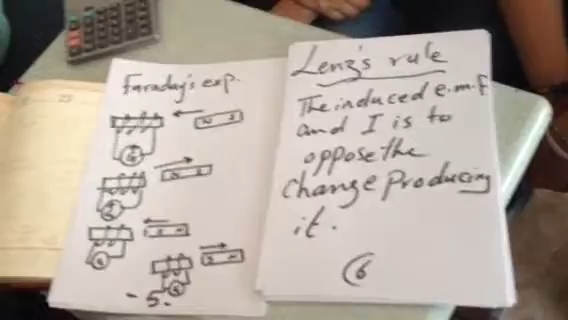 Faraday's exp.
N S
N S
S N
S N
G
G
G
G
- 5 -
Lenz's rule
The induced e.m.f
and I is to
oppose the
change Producing
it.
(6